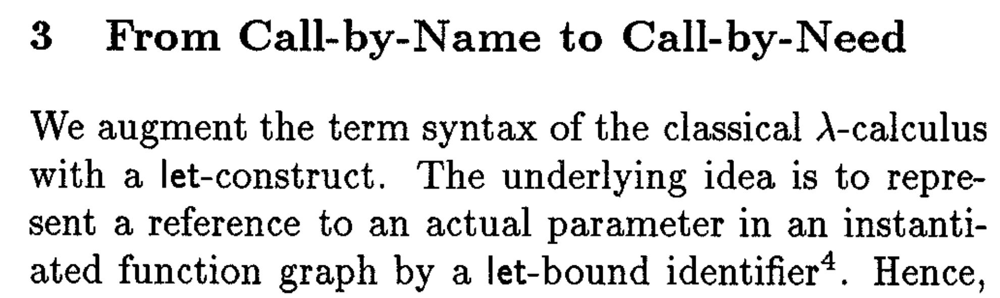 3 From Call-by-Name to Call-by-Need
We augment the term syntax of the classical λ-calculus
with a let-construct. The underlying idea is to repre-
sent a reference to an actual parameter in an instanti-
ated function graph by a let-bound identifier⁴. Hence,